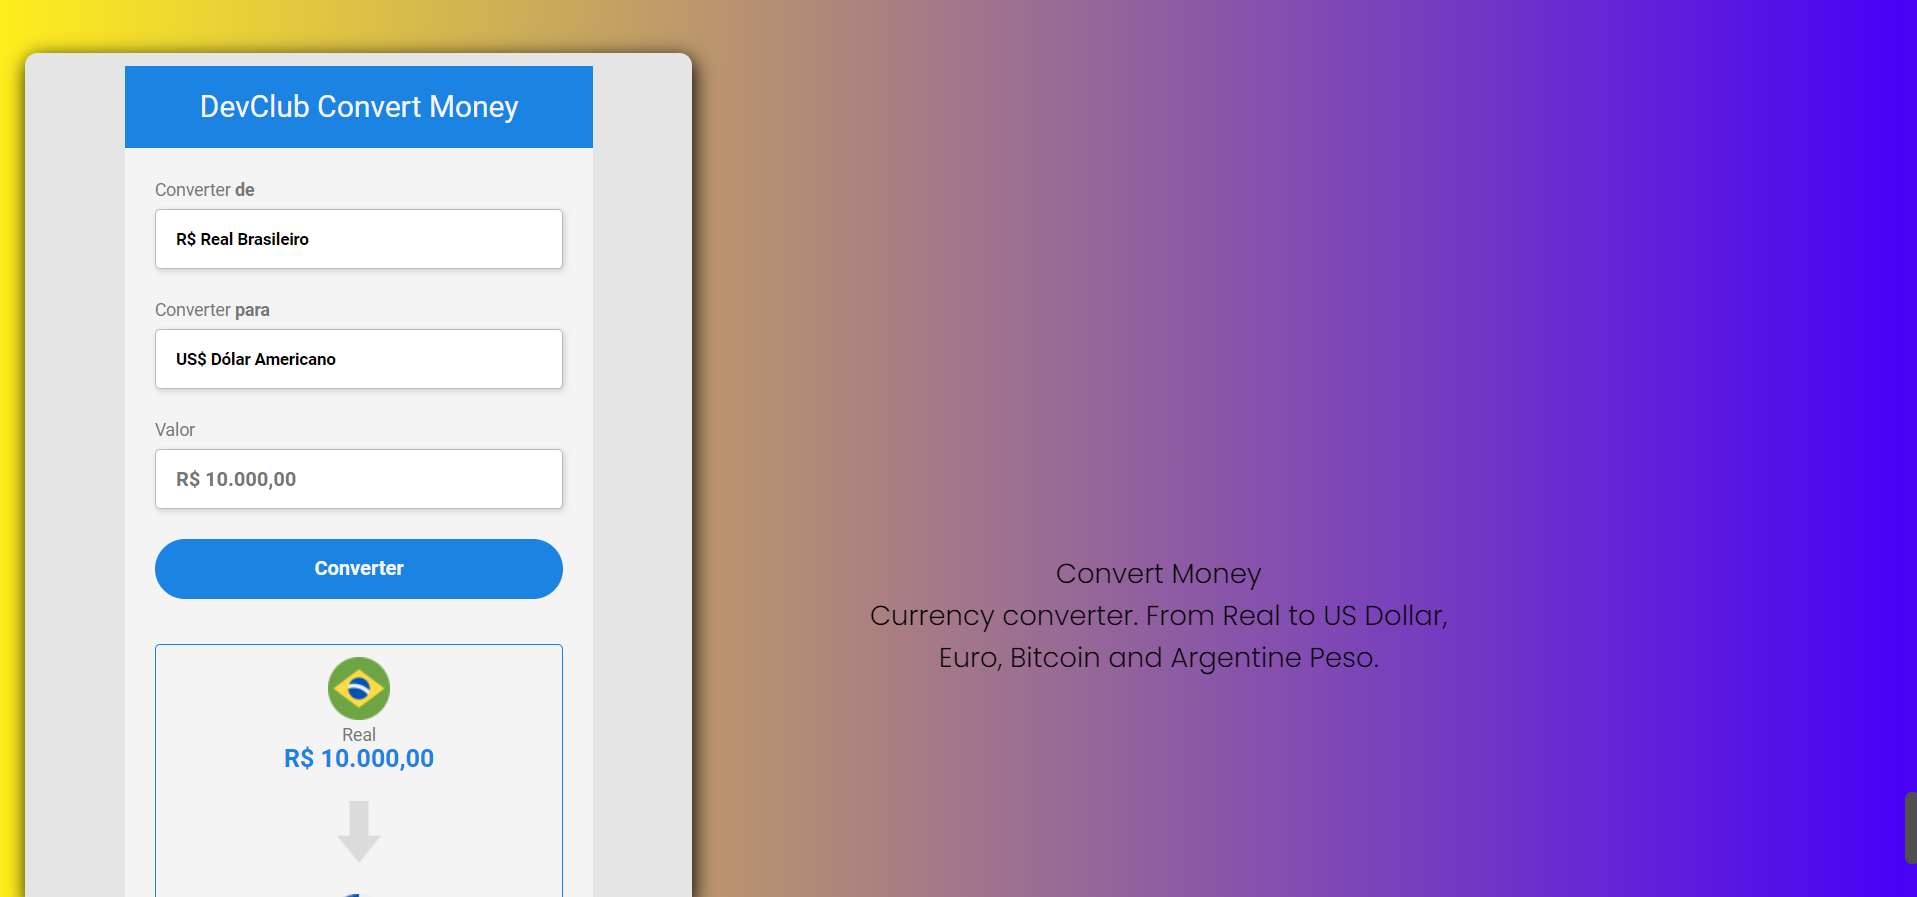 DevClub Convert Money
Converter de
R$ Real Brasileiro
Converter para
US$ Dólar Americano
Valor
R$ 10.000,00
Converter
Real
R$ 10.000,00
Convert Money
Currency converter. From Real to US Dollar,
Euro, Bitcoin and Argentine Peso.